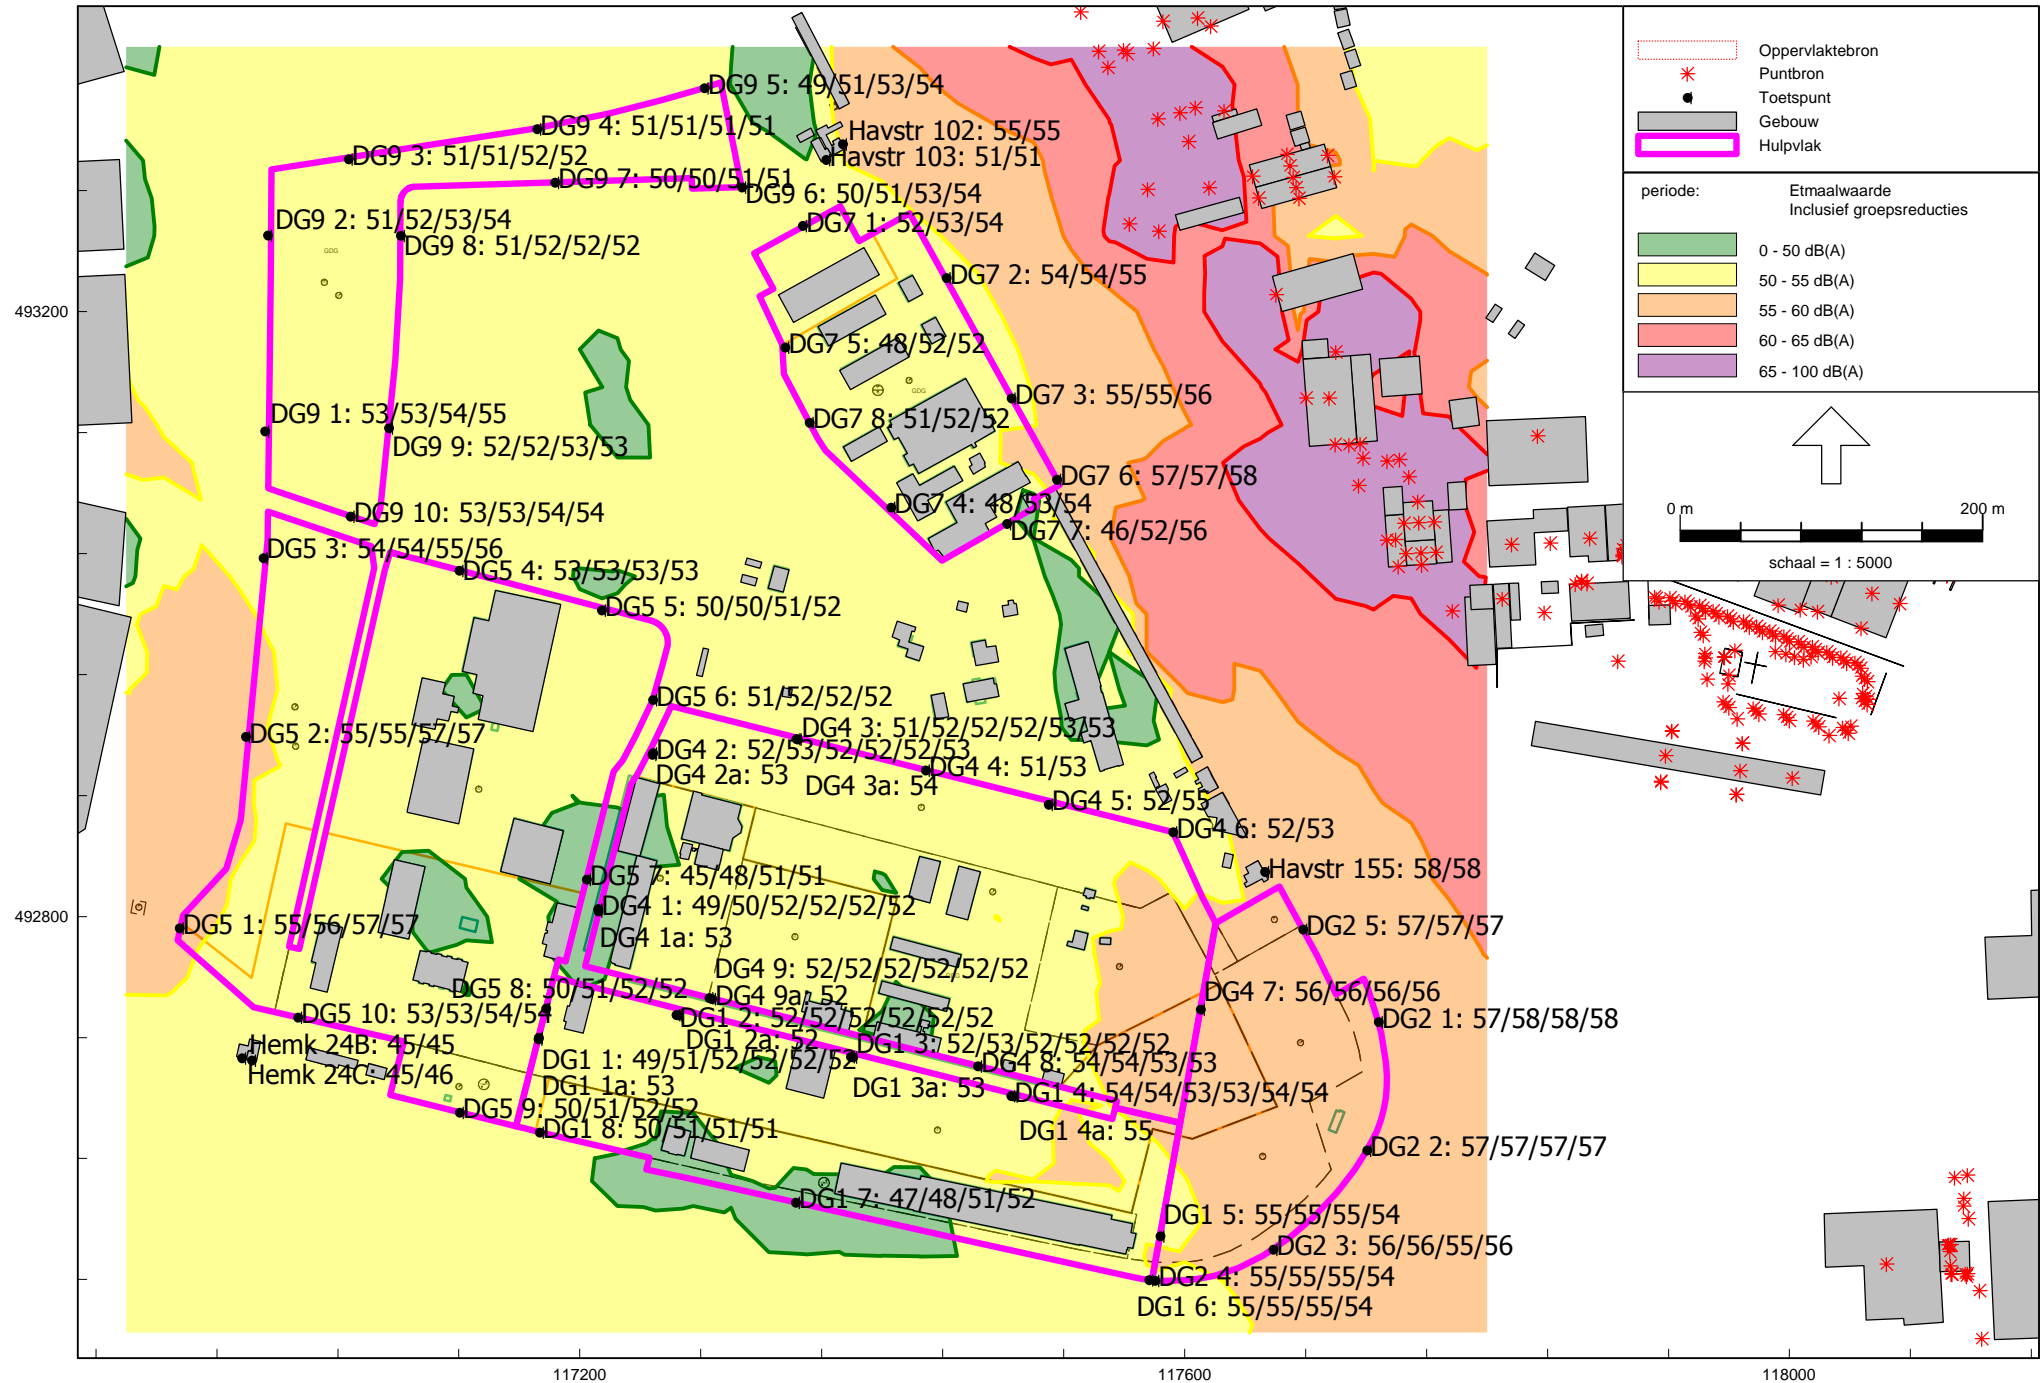 Oppervlaktebron
Puntbron
Toetspunt
Gebouw
Hulpvlak
periode:
Etmaalwaarde
Inclusief groepsreducties
0 - 50 dB(A)
50 - 55 dB(A)
55 - 60 dB(A)
60 - 65 dB(A)
65 - 100 dB(A)
0 m
200 m
schaal = 1 : 5000
DG9 5: 49/51/53/54
DG9 4: 51/51/51/51
Havstr 102: 55/55
DG9 3: 51/51/52/52
Havstr 103: 51/51
DG9 7: 50/50/51/51
DG9 6: 50/51/53/54
DG9 2: 51/52/53/54
DG7 1: 52/53/54
DG9 8: 51/52/52/52
GDG
DG7 2: 54/54/55
493200
DG7 5: 48/52/52
GDG
DG7 3: 55/55/56
DG9 1: 53/53/54/55
DG7 8: 51/52/52
DG9 9: 52/52/53/53
DG7 6: 57/57/58
DG7 4: 48/53/54
DG9 10: 53/53/54/54
DG7 7: 46/52/56
DG5 3: 54/54/55/56
DG5 4: 53/53/53/53
DG5 5: 50/50/51/52
DG5 6: 51/52/52/52
DG4 3: 51/52/52/52/53/53
DG5 2: 55/55/57/57
DG4 2: 52/53/52/52/52/53
DG4 2a: 53
DG4 4: 51/53
DG4 3a: 54
DG4 5: 52/55
DG4 6: 52/53
Havstr 155: 58/58
DG5 7: 45/48/51/51
492800
DG4 1: 49/50/52/52/52/52
DG5 1: 55/56/57/57
DG2 5: 57/57/57
DG4 1a: 53
DG4 9: 52/52/52/52/52/52
DG5 8: 50/51/52/52
DG4 9a: 52
DG4 7: 56/56/56/56
DG5 10: 53/53/54/54
DG1 2: 52/52/52/52/52/52
DG2 1: 57/58/58/58
DG1 2a: 52
Hemk 24B: 45/45
DG1 3: 52/53/52/52/52/52
DG1 1: 49/51/52/52/52/52
DG4 8: 54/54/53/53
Hemk 24C: 45/46
DG1 1a: 53
DG1 3a: 53
DG1 4: 54/54/53/53/54/54
DG5 9: 50/51/52/52
DG1 8: 50/51/51/51
DG1 4a: 55
DG2 2: 57/57/57/57
DG1 7: 47/48/51/52
DG1 5: 55/55/55/54
DG2 3: 56/56/55/56
DG2 4: 55/55/55/54
DG1 6: 55/55/55/54
117200
117600
118000